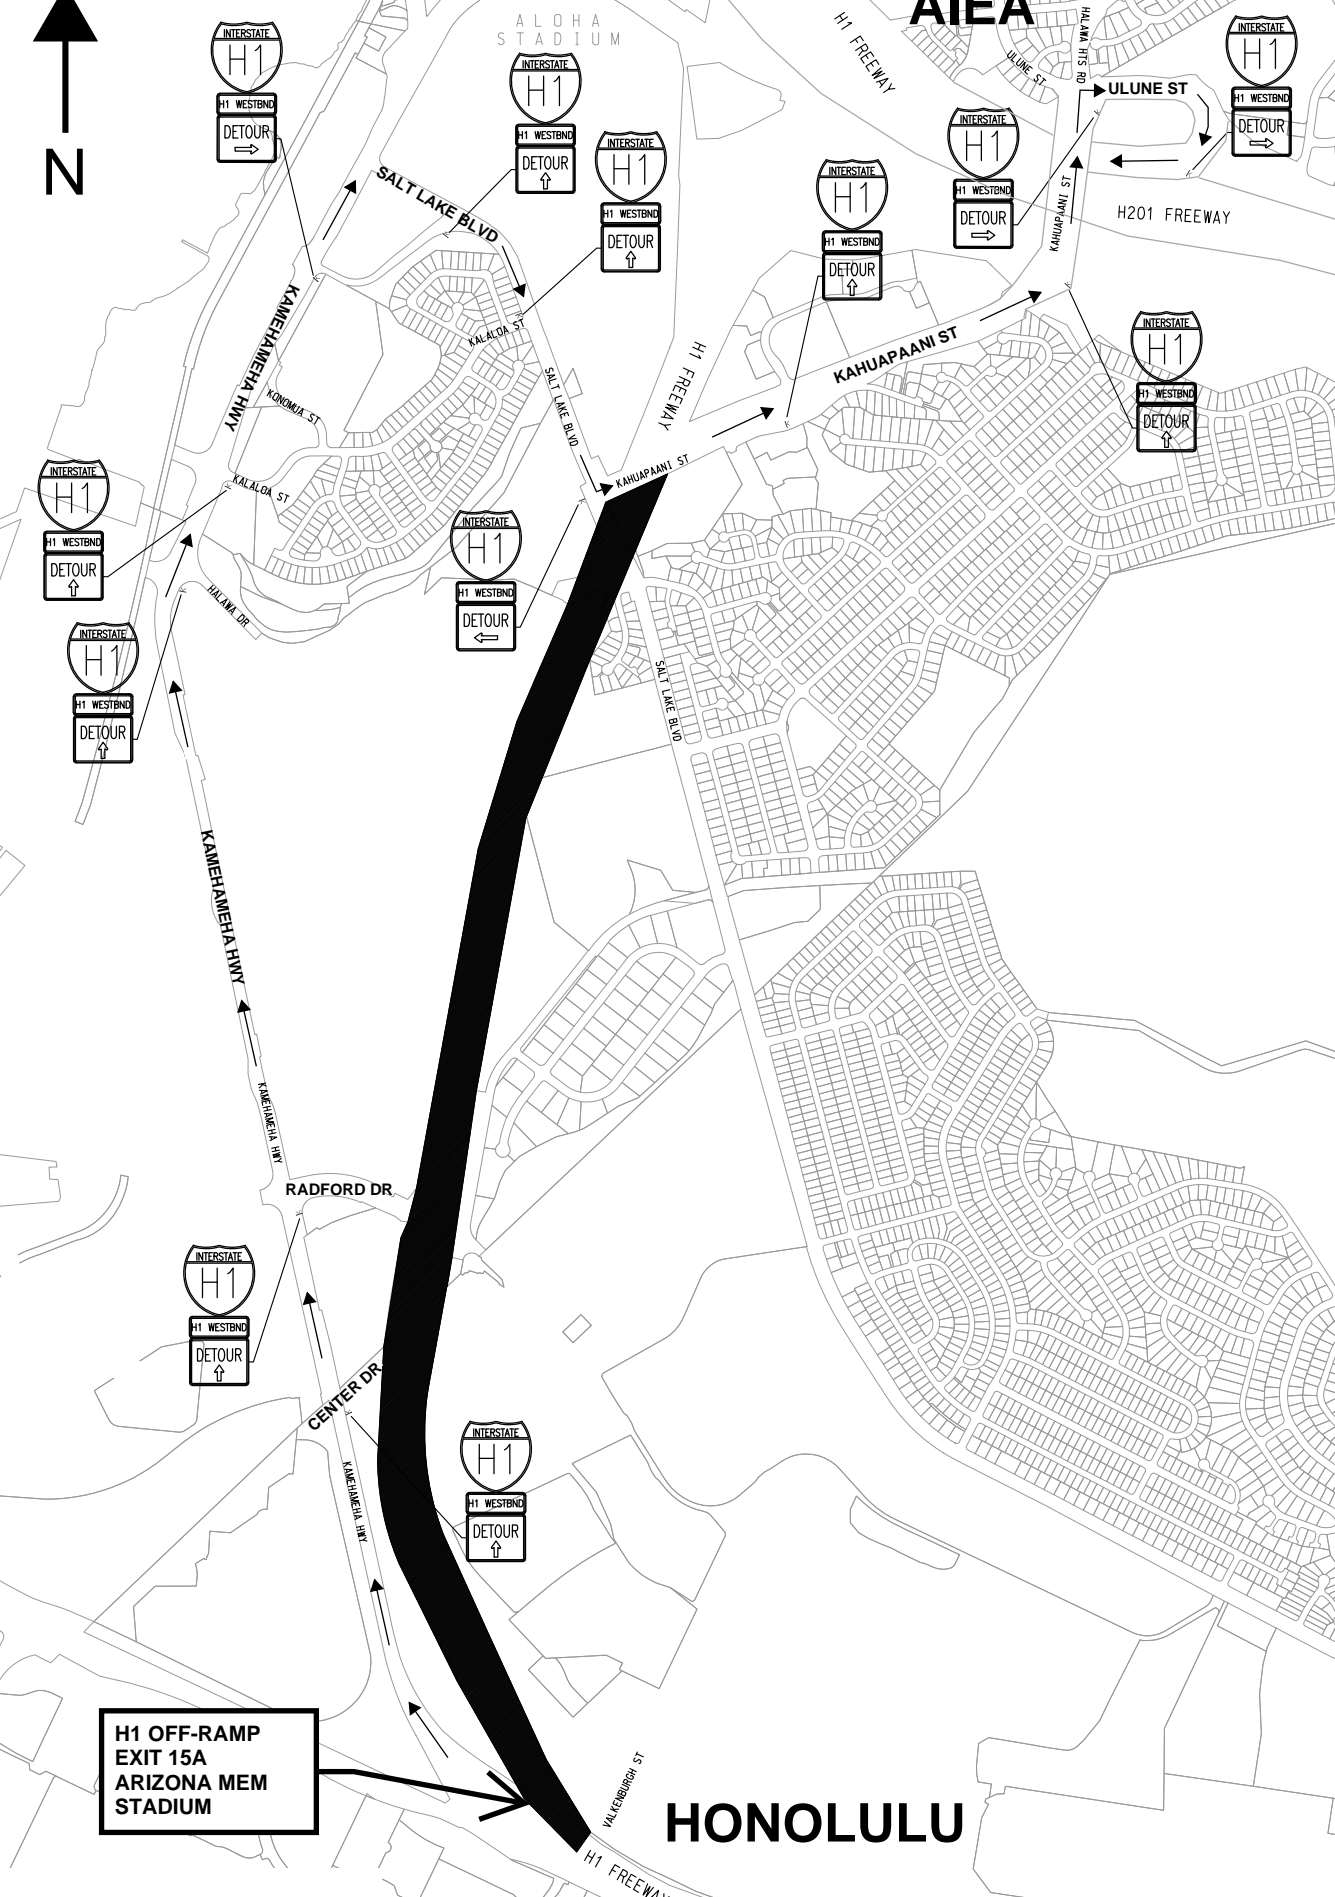 AIEA
ALOHA
STADIUM
H1 FREEWAY
HALAWA HTS RD
ULUNE ST
ULUNE ST
INTERSTATE
H1
H1 WESTBND
DETOUR
INTERSTATE
H1
H1 WESTBND
DETOUR
INTERSTATE
H1
H1 WESTBND
DETOUR
INTERSTATE
H1
H1 WESTBND
DETOUR
INTERSTATE
H1
H1 WESTBND
DETOUR
INTERSTATE
H1
H1 WESTBND
DETOUR
N
SALT LAKE BLVD
KAHUAPAANI ST
H201 FREEWAY
KAMEHAMEHA HWY
KALALOA ST
H1 FREEWAY
KAHUAPAANI ST
INTERSTATE
H1
H1 WESTBND
DETOUR
KONOMUA ST
SALT LAKE BLVD
KAHUAPAANI ST
INTERSTATE
H1
H1 WESTBND
DETOUR
KALALOA ST
INTERSTATE
H1
H1 WESTBND
DETOUR
HALAWA DR
INTERSTATE
H1
H1 WESTBND
DETOUR
SALT LAKE BLVD
KAMEHAMEHA HWY
KAMEHAMEHA HWY
RADFORD DR
INTERSTATE
H1
H1 WESTBND
DETOUR
CENTER DR
INTERSTATE
H1
H1 WESTBND
DETOUR
KAMEHAMEHA HWY
H1 OFF-RAMP
EXIT 15A
ARIZONA MEM
STADIUM
VALKENBURGH ST
HONOLULU
H1 FREEWAY